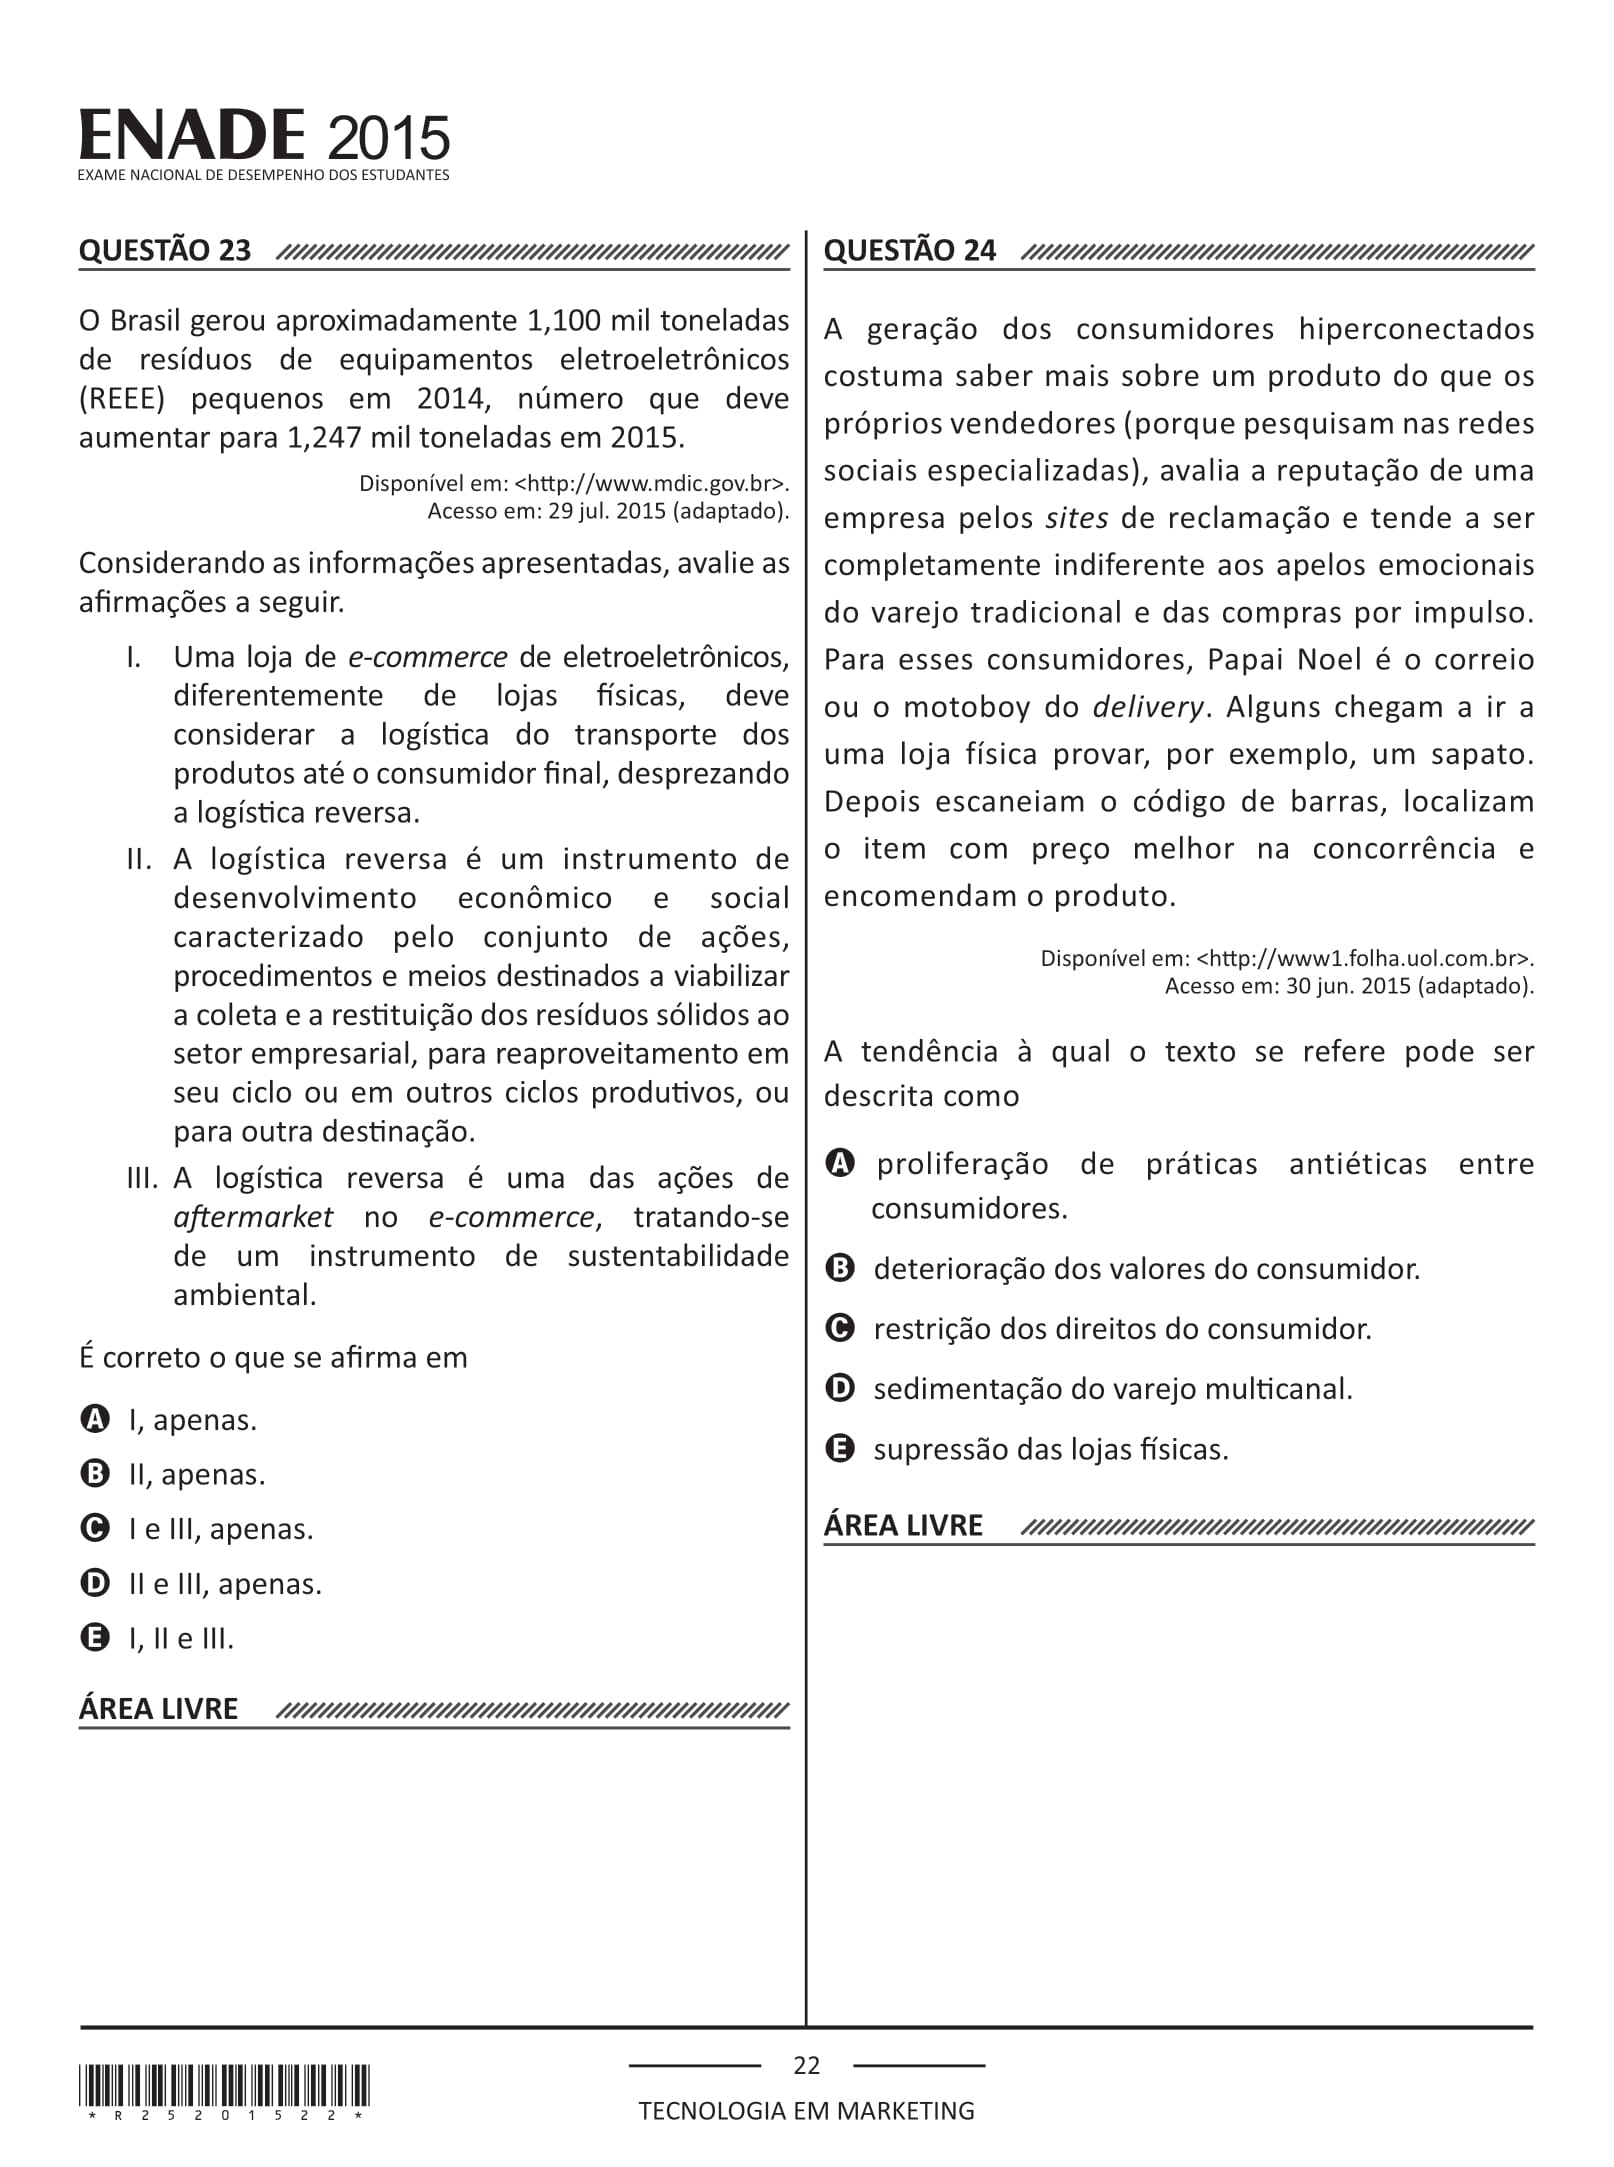 ENADE 2015
EXAME NACIONAL DE DESEMPENHO DOS ESTUDANTES
QUESTÃO 23
O Brasil gerou aproximadamente 1,100 mil toneladas
de resíduos de equipamentos eletroeletrônicos
(REEE) pequenos em 2014, número que deve
aumentar para 1,247 mil toneladas em 2015.
Disponível em: <http://www.mdic.gov.br>.
Acesso em: 29 jul. 2015 (adaptado).
Considerando as informações apresentadas, avalie as
afirmações a seguir.
I. Uma loja de e-commerce de eletroeletrônicos,
diferentemente de lojas físicas, deve
considerar a logística do transporte dos
produtos até o consumidor final, desprezando
a logística reversa.
II. A logística reversa é um instrumento de
desenvolvimento econômico e social
caracterizado pelo conjunto de ações,
procedimentos e meios destinados a viabilizar
a coleta e a restituição dos resíduos sólidos ao
setor empresarial, para reaproveitamento em
seu ciclo ou em outros ciclos produtivos, ou
para outra destinação.
III. A logística reversa é uma das ações de
aftermarket no e-commerce, tratando-se
de um instrumento de sustentabilidade
ambiental.
É correto o que se afirma em
A I, apenas.
B II, apenas.
C I e III, apenas.
D II e III, apenas.
E I, II e III.
ÁREA LIVRE
QUESTÃO 24
A geração dos consumidores hiperconectados
costuma saber mais sobre um produto do que os
próprios vendedores (porque pesquisam nas redes
sociais especializadas), avalia a reputação de uma
empresa pelos sites de reclamação e tende a ser
completamente indiferente aos apelos emocionais
do varejo tradicional e das compras por impulso.
Para esses consumidores, Papai Noel é o correio
ou o motoboy do delivery. Alguns chegam a ir a
uma loja física provar, por exemplo, um sapato.
Depois escaneiam o código de barras, localizam
o item com preço melhor na concorrência e
encomendam o produto.
Disponível em: <http://www1.folha.uol.com.br>.
Acesso em: 30 jun. 2015 (adaptado).
A tendência à qual o texto se refere pode ser
descrita como
A proliferação de práticas antiéticas entre
consumidores.
B deterioração dos valores do consumidor.
C restrição dos direitos do consumidor.
D sedimentação do varejo multicanal.
E supressão das lojas físicas.
ÁREA LIVRE
*R25201522*
22
TECNOLOGIA EM MARKETING